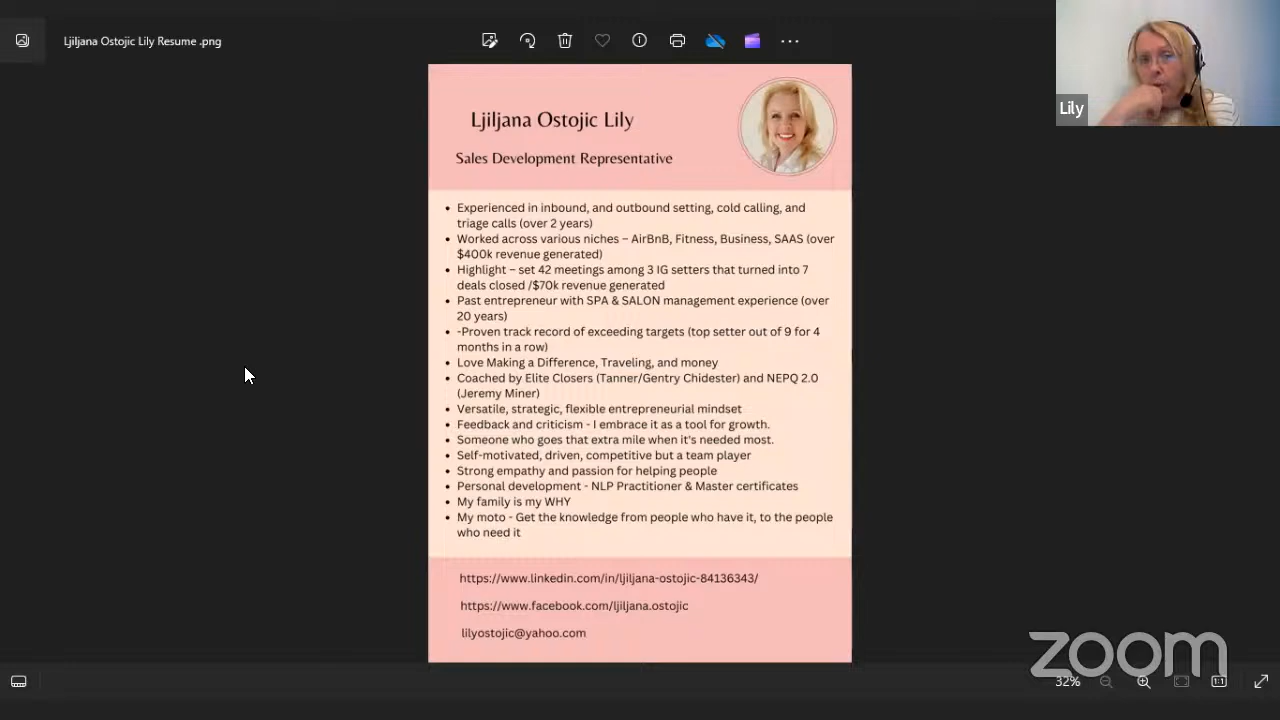 Ljiljana Ostojic Lily Resume .png
Lily
Ljiljana Ostojic Lily
Sales Development Representative
• Experienced in inbound, and outbound setting, cold calling, and
triage calls (over 2 years)
• Worked across various niches – AirBnB, Fitness, Business, SAAS (over
$400k revenue generated)
• Highlight – set 42 meetings among 3 IG setters that turned into 7
deals closed /$70k revenue generated
• Past entrepreneur with SPA & SALON management experience (over
20 years)
• -Proven track record of exceeding targets (top setter out of 9 for 4
months in a row)
• Love Making a Difference, Traveling, and money
• Coached by Elite Closers (Tanner/Gentry Chidester) and NEPQ 2.0
(Jeremy Miner)
• Versatile, strategic, flexible entrepreneurial mindset
• Feedback and criticism - I embrace it as a tool for growth.
• Someone who goes that extra mile when it's needed most.
• Self-motivated, driven, competitive but a team player
• Strong empathy and passion for helping people
• Personal development - NLP Practitioner & Master certificates
• My family is my WHY
• My moto - Get the knowledge from people who have it, to the people
who need it
https://www.linkedin.com/in/ljiljana-ostojic-84136343/
https://www.facebook.com/ljiljana.ostojic
lilyostojic@yahoo.com
zoom
32%
1:1